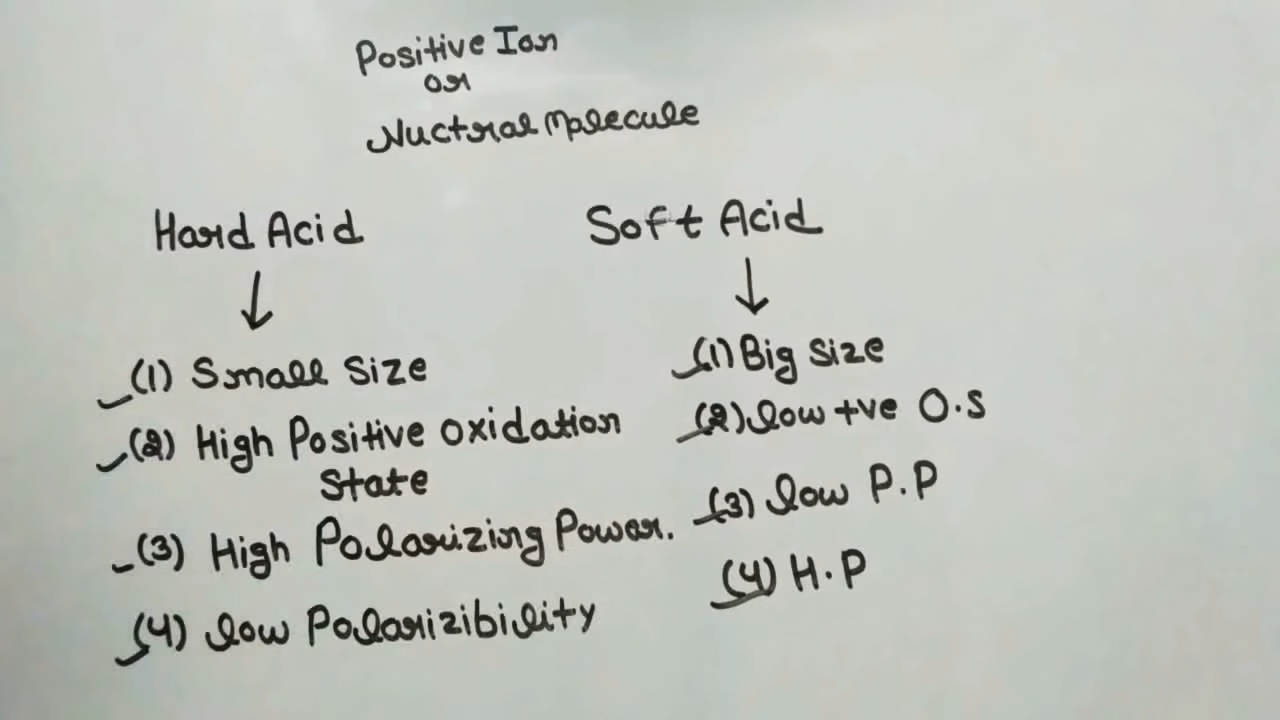 Positive Ion
or
Nuctral Molecule
Hard Acid
↓
(1) Small Size
(2) High Positive oxidation
State
(3) High Polarizing Power.
(4) low Polarizibility
Soft Acid
↓
(1) Big Size
(2) low +ve O.S
(3) low P.P
(4) H.P